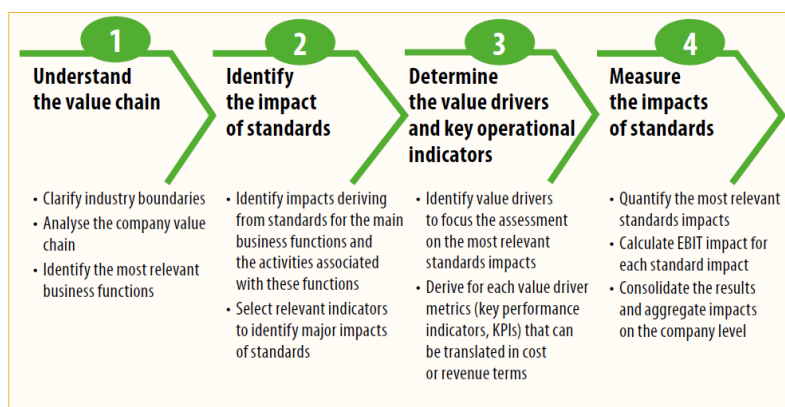 1
Understand
the value chain
• Clarify industry boundaries
• Analyse the company value
chain
• Identify the most relevant
business functions
2
Identify
the impact
of standards
• Identify impacts deriving
from standards for the main
business functions and
the activities associated
with these functions
• Select relevant indicators
to identify major impacts
of standards
3
Determine
the value drivers
and key operational
indicators
• Identify value drivers
to focus the assessment
on the most relevant
standards impacts
• Derive for each value driver
metrics (key performance
indicators, KPIs) that can
be translated in cost
or revenue terms
4
Measure
the impacts
of standards
• Quantify the most relevant
standards impacts
• Calculate EBIT impact for
each standard impact
• Consolidate the results
and aggregate impacts
on the company level